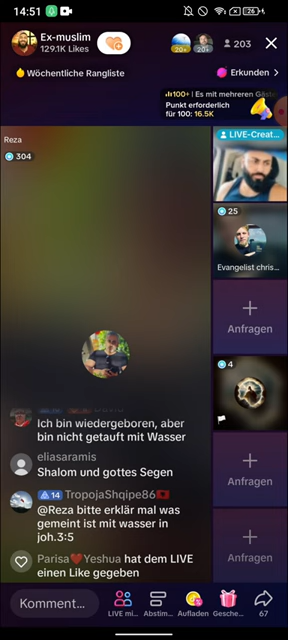 14:51
26
Ex-muslim
129.1K Likes
20+
20+
203
Wöchentliche Rangliste
Erkunden >
100+ | Es mit mehreren Gäste
Punkt erforderlich
für 100: 16.5K
Reza
304
LIVE-Creat...
25
Evangelist chris...
Anfragen
4
Anfragen
Anfragen
Ich bin wiedergeboren, aber
bin nicht getauft mit Wasser
eliasaramis
Shalom und gottes Segen
14 TropojaShqipe86🇦🇱
@Reza bitte erklär mal was
gemeint ist mit wasser in
joh.3:5
Parisa❤️Yeshua hat dem LIVE
einen Like gegeben
Komment...
LIVE mi...
Abstim...
Aufladen
Gesche...
67